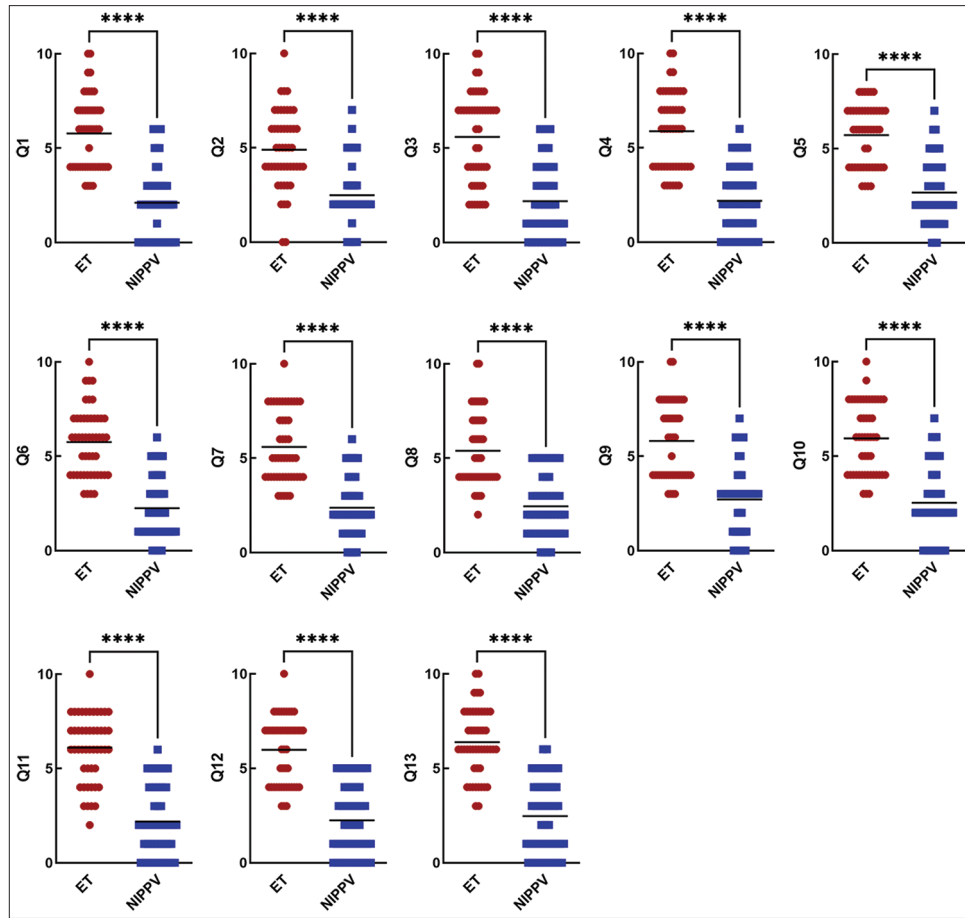 **** **** **** **** ****
Q1 10 5 0 ET NIPPV
Q2 10 5 0 ET NIPPV
Q3 10 5 0 ET NIPPV
Q4 10 5 0 ET NIPPV
Q5 10 5 0 ET NIPPV
**** **** **** **** ****
Q6 10 5 0 ET NIPPV
Q7 10 5 0 ET NIPPV
Q8 10 5 0 ET NIPPV
Q9 10 5 0 ET NIPPV
Q10 10 5 0 ET NIPPV
**** **** ****
Q11 10 5 0 ET NIPPV
Q12 10 5 0 ET NIPPV
Q13 10 5 0 ET NIPPV